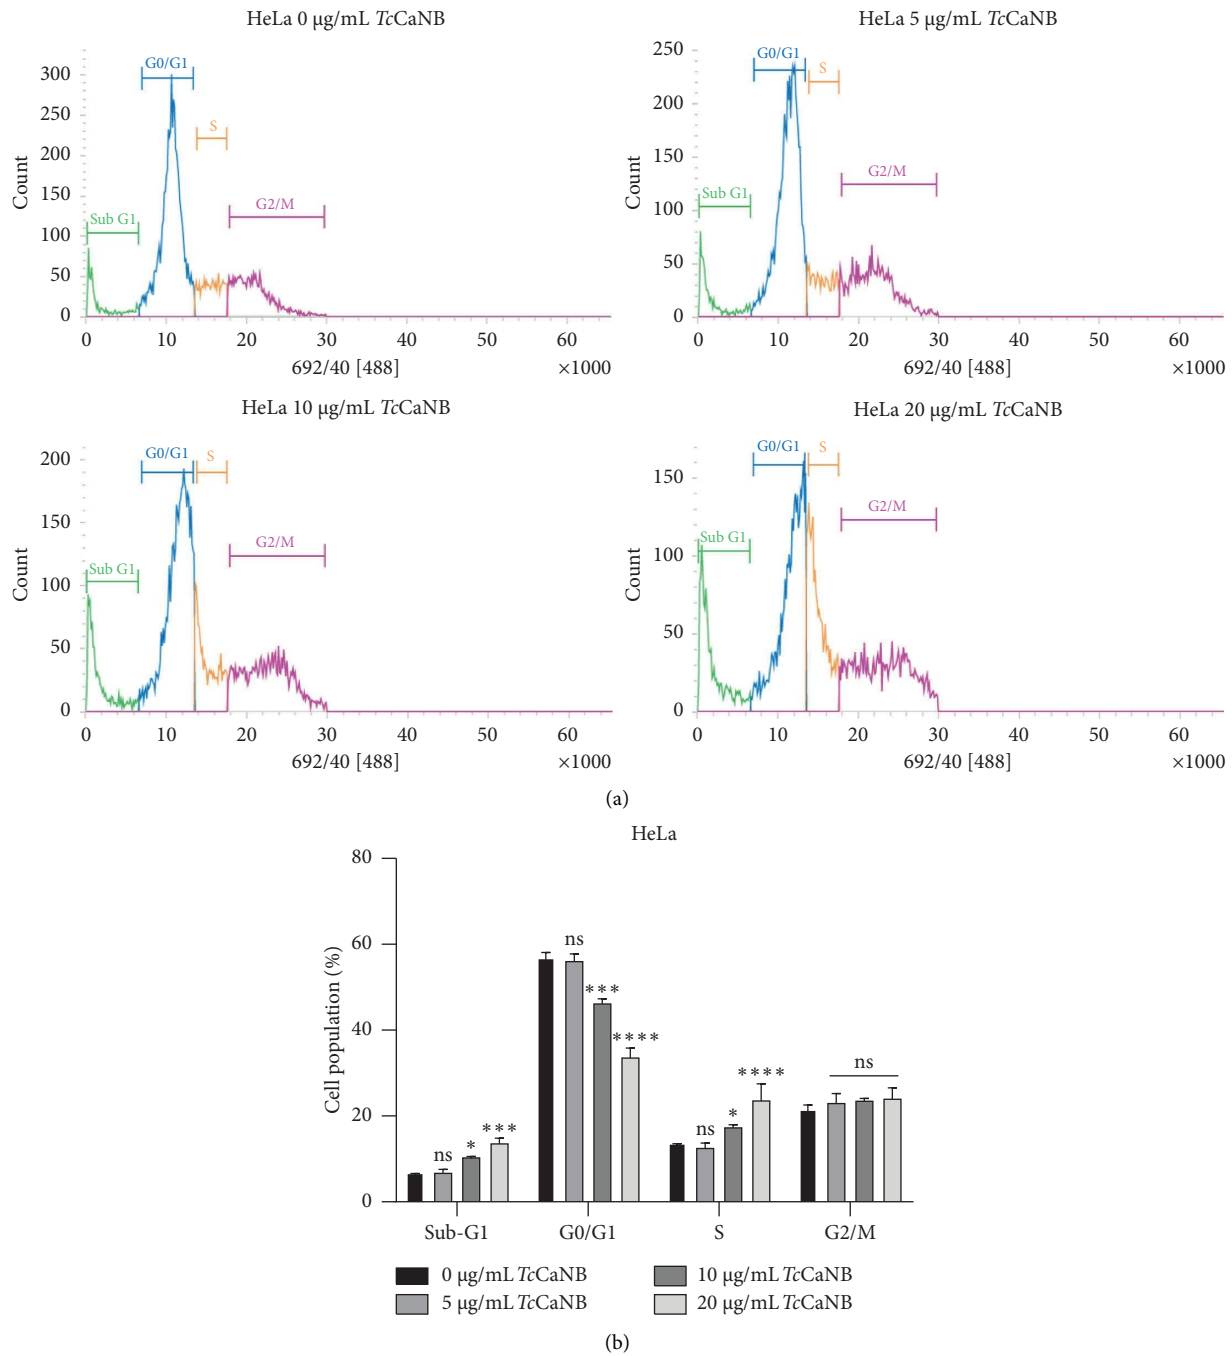 HeLa 0 µg/mL TcCaNB
G0/G1
S
G2/M
Sub G1
Count
300
250
200
150
100
50
0
0 10 20 30 40 50 60
692/40 [488] ×1000
HeLa 5 µg/mL TcCaNB
G0/G1
S
G2/M
Sub G1
Count
250
200
150
100
50
0
0 10 20 30 40 50 60
692/40 [488] ×1000
HeLa 10 µg/mL TcCaNB
G0/G1
S
G2/M
Sub G1
Count
200
150
100
50
0
0 10 20 30 40 50 60
692/40 [488] ×1000
HeLa 20 µg/mL TcCaNB
G0/G1
S
G2/M
Sub G1
Count
150
100
50
0
0 10 20 30 40 50 60
692/40 [488] ×1000
(a)
HeLa
Cell population (%)
80
60
40
20
0
ns * ***
ns *** ****
ns * ****
ns
Sub-G1 G0/G1 S G2/M
0 µg/mL TcCaNB
5 µg/mL TcCaNB
10 µg/mL TcCaNB
20 µg/mL TcCaNB
(b)